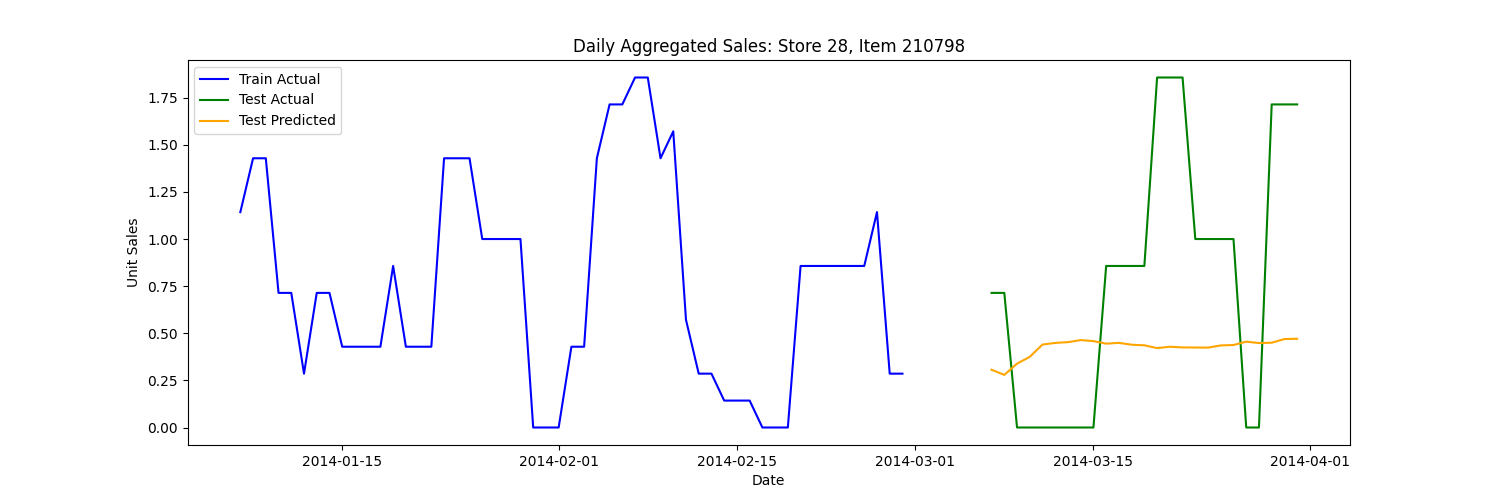 Daily Aggregated Sales: Store 28, Item 210798
Train Actual
Test Actual
Test Predicted
Unit Sales
1.75
1.50
1.25
1.00
0.75
0.50
0.25
0.00
2014-01-15
2014-02-01
2014-02-15
2014-03-01
2014-03-15
2014-04-01
Date